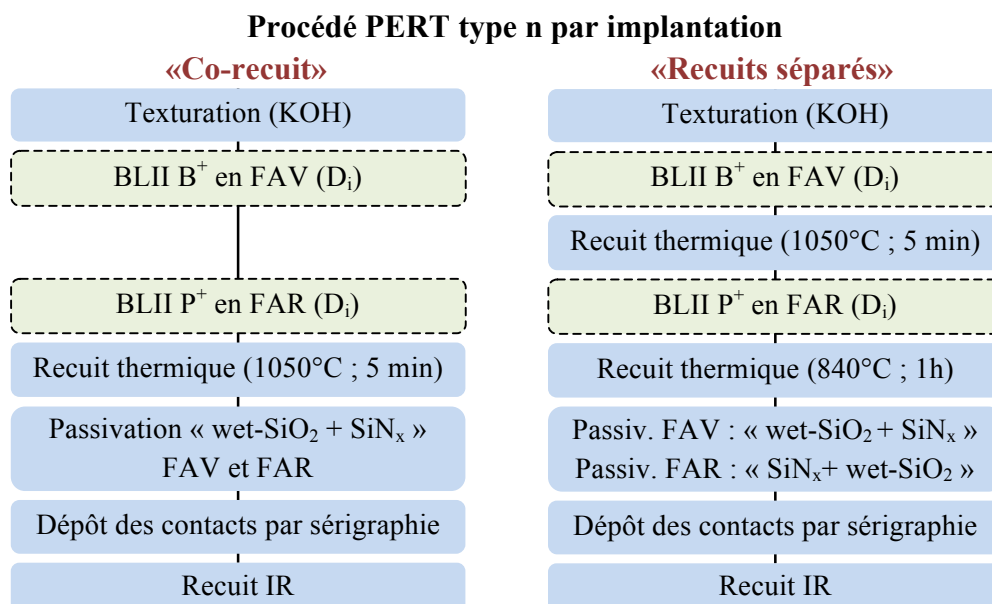 Procédé PERT type n par implantation
«Co-recuit»
Texturation (KOH)
BLII B⁺ en FAV (Dᵢ)
BLII P⁺ en FAR (Dᵢ)
Recuit thermique (1050°C ; 5 min)
Passivation « wet-SiO₂ + SiNₓ »
FAV et FAR
Dépôt des contacts par sérigraphie
Recuit IR
«Recuits séparés»
Texturation (KOH)
BLII B⁺ en FAV (Dᵢ)
Recuit thermique (1050°C ; 5 min)
BLII P⁺ en FAR (Dᵢ)
Recuit thermique (840°C ; 1h)
Passiv. FAV : « wet-SiO₂ + SiNₓ »
Passiv. FAR : « SiNₓ+ wet-SiO₂ »
Dépôt des contacts par sérigraphie
Recuit IR